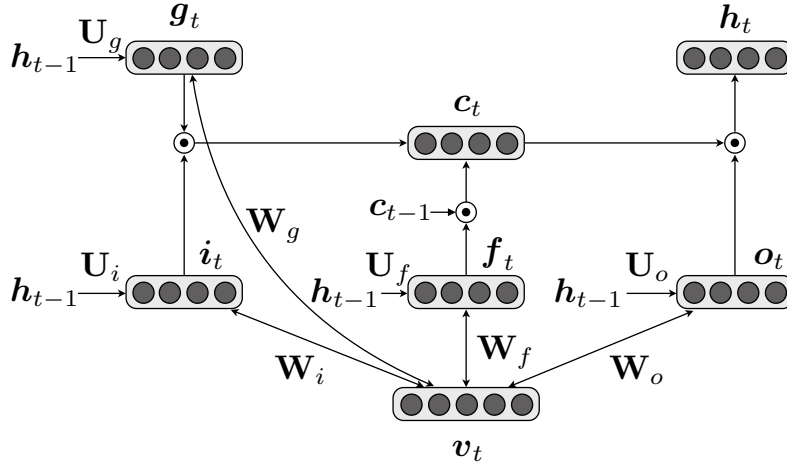 g_t
h_t
U_g
h_{t-1}
c_t
c_{t-1}
W_g
U_i
i_t
U_f
f_t
U_o
o_t
h_{t-1}
h_{t-1}
h_{t-1}
W_i
W_f
W_o
v_t